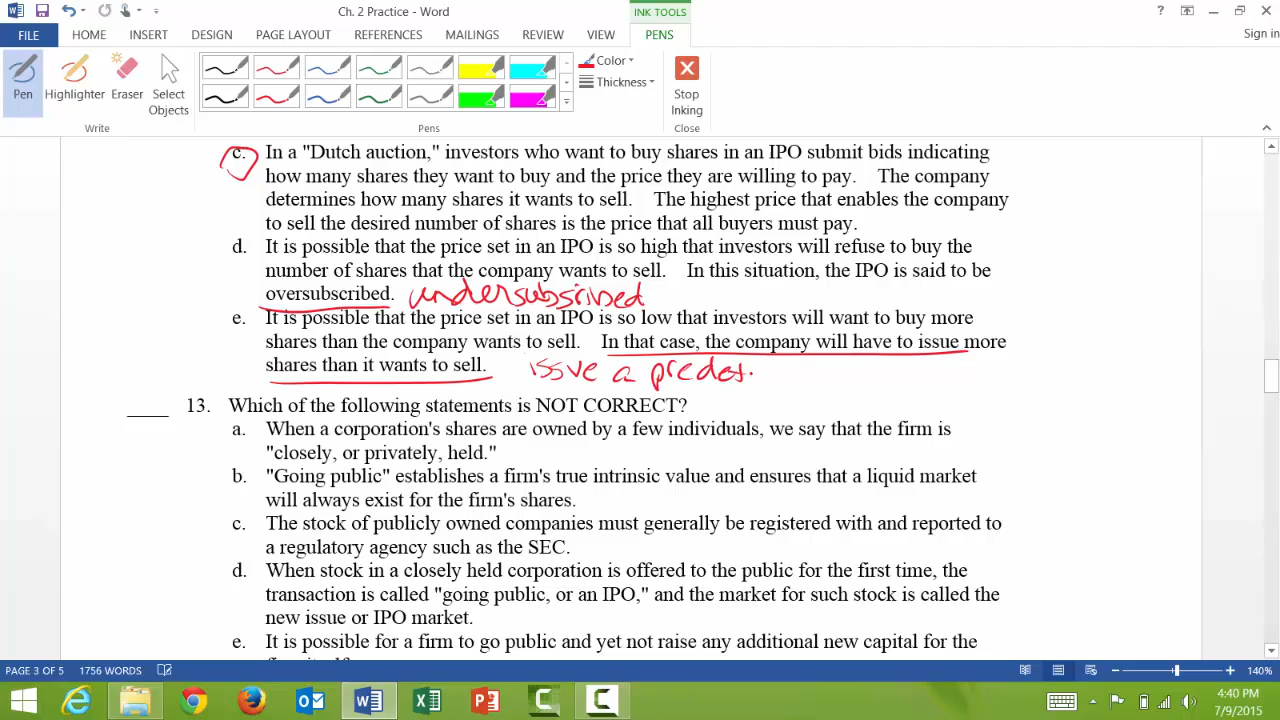 Ch. 2 Practice - Word
INK TOOLS
FILE HOME INSERT DESIGN PAGE LAYOUT REFERENCES MAILINGS REVIEW VIEW PENS
Sign in
Pen Highlighter Eraser Select Objects
Color
Thickness
Stop Inking
Write Pens Close
c. In a "Dutch auction," investors who want to buy shares in an IPO submit bids indicating
how many shares they want to buy and the price they are willing to pay. The company
determines how many shares it wants to sell. The highest price that enables the company
to sell the desired number of shares is the price that all buyers must pay.
d. It is possible that the price set in an IPO is so high that investors will refuse to buy the
number of shares that the company wants to sell. In this situation, the IPO is said to be
oversubscribed. undersubscribed
e. It is possible that the price set in an IPO is so low that investors will want to buy more
shares than the company wants to sell. In that case, the company will have to issue more
shares than it wants to sell. issue a predet.
____ 13. Which of the following statements is NOT CORRECT?
a. When a corporation's shares are owned by a few individuals, we say that the firm is
"closely, or privately, held."
b. "Going public" establishes a firm's true intrinsic value and ensures that a liquid market
will always exist for the firm's shares.
c. The stock of publicly owned companies must generally be registered with and reported to
a regulatory agency such as the SEC.
d. When stock in a closely held corporation is offered to the public for the first time, the
transaction is called "going public, or an IPO," and the market for such stock is called the
new issue or IPO market.
e. It is possible for a firm to go public and yet not raise any additional new capital for the
PAGE 3 OF 5 1756 WORDS 140%
4:40 PM
7/9/2015